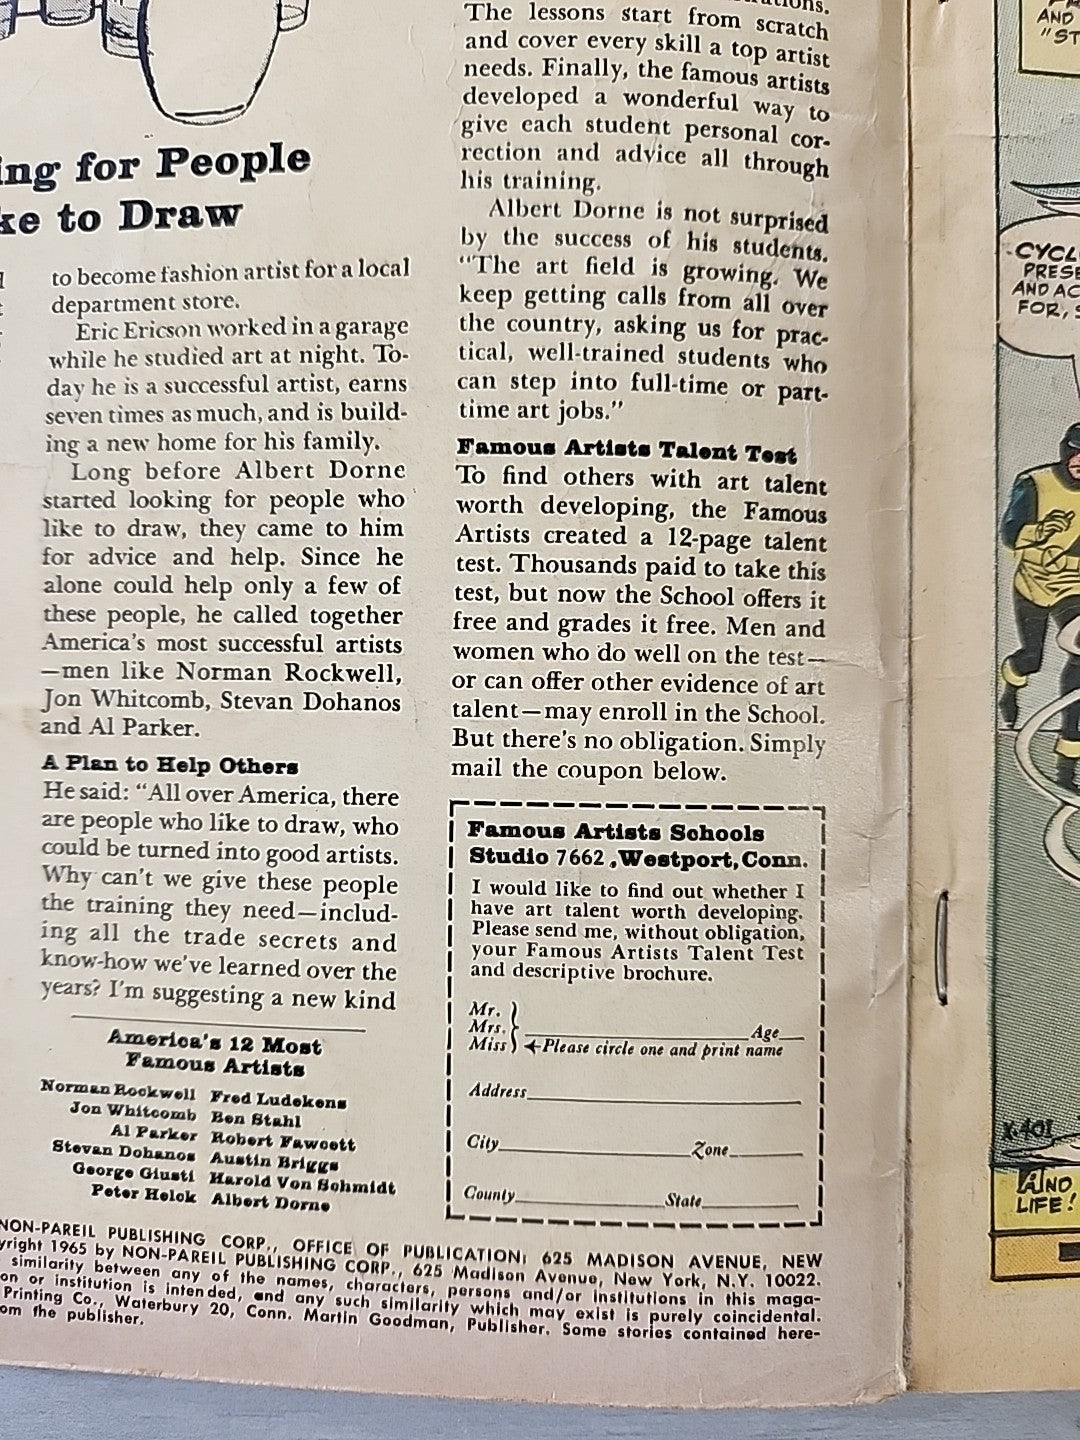 ing for People
ke to Draw
to become fashion artist for a local
department store.
Eric Ericson worked in a garage
while he studied art at night. To-
day he is a successful artist, earns
seven times as much, and is build-
ing a new home for his family.
Long before Albert Dorne
started looking for people who
like to draw, they came to him
for advice and help. Since he
alone could help only a few of
these people, he called together
America's most successful artists
—men like Norman Rockwell,
Jon Whitcomb, Stevan Dohanos
and Al Parker.
A Plan to Help Others
He said: "All over America, there
are people who like to draw, who
could be turned into good artists.
Why can't we give these people
the training they need—includ-
ing all the trade secrets and
know-how we've learned over the
years? I'm suggesting a new kind
America's 12 Most
Famous Artists
Norman Rockwell Fred Ludekens
Jon Whitcomb Ben Stahl
Al Parker Robert Fawcett
Stevan Dohanos Austin Briggs
George Giusti Harold Von Schmidt
Peter Helck Albert Dorne
The lessons start from scratch
and cover every skill a top artist
needs. Finally, the famous artists
developed a wonderful way to
give each student personal cor-
rection and advice all through
his training.
Albert Dorne is not surprised
by the success of his students.
"The art field is growing. We
keep getting calls from all over
the country, asking us for prac-
tical, well-trained students who
can step into full-time or part-
time art jobs."
Famous Artists Talent Test
To find others with art talent
worth developing, the Famous
Artists created a 12-page talent
test. Thousands paid to take this
test, but now the School offers it
free and grades it free. Men and
women who do well on the test—
or can offer other evidence of art
talent—may enroll in the School.
But there's no obligation. Simply
mail the coupon below.
Famous Artists Schools
Studio 7662, Westport, Conn.
I would like to find out whether I
have art talent worth developing.
Please send me, without obligation,
your Famous Artists Talent Test
and descriptive brochure.
Mr.
Mrs. Age
Miss Please circle one and print name
Address
City Zone
County State
NON-PAREIL PUBLISHING CORP., OFFICE OF PUBLICATION: 625 MADISON AVENUE, NEW
yright 1965 by NON-PAREIL PUBLISHING CORP., 625 Madison Avenue, New York, N.Y. 10022.
similarity between any of the names, characters, persons and/or institutions in this maga-
on or institution is intended, and any such similarity which may exist is purely coincidental.
Printing Co., Waterbury 20, Conn. Martin Goodman, Publisher. Some stories contained here-
om the publisher.
AND
"ST
CYCL
PRESE
AND AC
FOR, S
X-401
AND
LIFE!